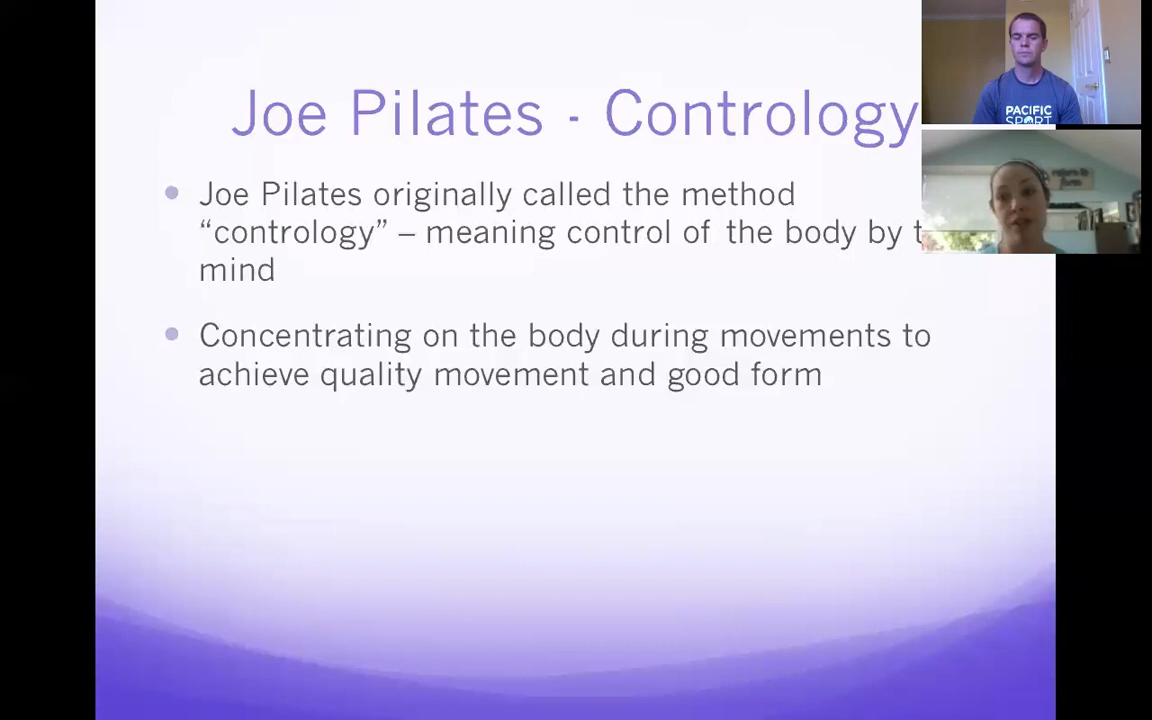 Joe Pilates - Contrology
Joe Pilates originally called the method
“contrology” – meaning control of the body by
mind
Concentrating on the body during movements to
achieve quality movement and good form
PACIFIC
SPORT